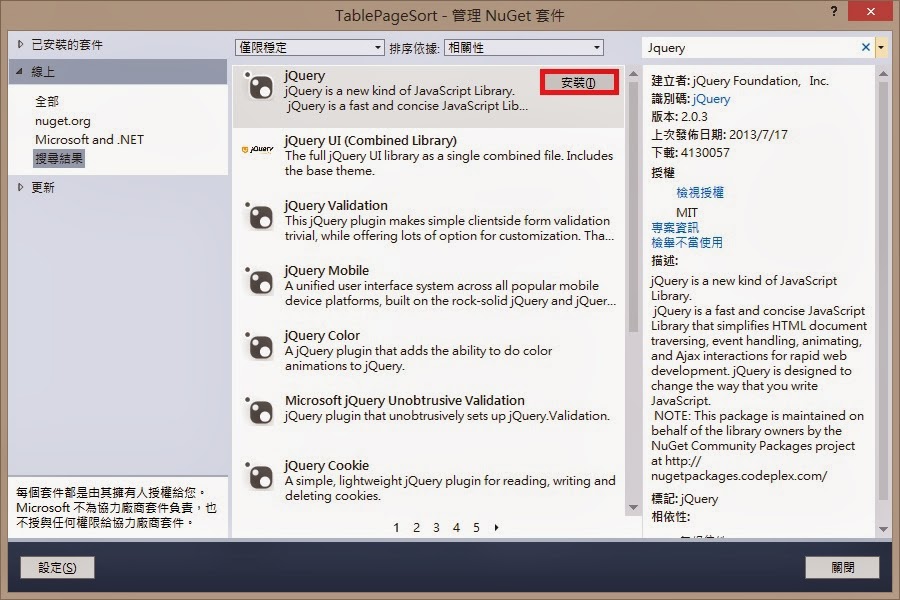 TablePageSort - 管理 NuGet 套件
?
已安裝的套件
線上
全部
nuget.org
Microsoft and .NET
搜尋結果
更新
每個套件都是由其擁有人授權給您。
Microsoft 不為協力廠商套件負責，也
不授與任何權限給協力廠商套件。
僅限穩定
排序依據:
相關性
jQuery
jQuery is a new kind of JavaScript Library.
jQuery is a fast and concise JavaScript Lib...
安裝(I)
jQuery UI (Combined Library)
The full jQuery UI library as a single combined file. Includes
the base theme.
jQuery Validation
This jQuery plugin makes simple clientside form validation
trivial, while offering lots of option for customization. Tha...
jQuery Mobile
A unified user interface system across all popular mobile
device platforms, built on the rock-solid jQuery and jQuer...
jQuery Color
A jQuery plugin that adds the ability to do color
animations to jQuery.
Microsoft jQuery Unobtrusive Validation
jQuery plugin that unobtrusively sets up jQuery.Validation.
jQuery Cookie
A simple, lightweight jQuery plugin for reading, writing and
deleting cookies.
1 2 3 4 5
Jquery
建立者: jQuery Foundation, Inc.
識別碼: jQuery
版本: 2.0.3
上次發佈日期: 2013/7/17
下載: 4130057
授權
檢視授權
MIT
專案資訊
檢舉不當使用
描述:
jQuery is a new kind of JavaScript
Library.
jQuery is a fast and concise JavaScript
Library that simplifies HTML document
traversing, event handling, animating,
and Ajax interactions for rapid web
development. jQuery is designed to
change the way that you write
JavaScript.
NOTE: This package is maintained on
behalf of the library owners by the
NuGet Community Packages project
at http://
nugetpackages.codeplex.com/
標記: jQuery
相依性:
設定(S)
關閉